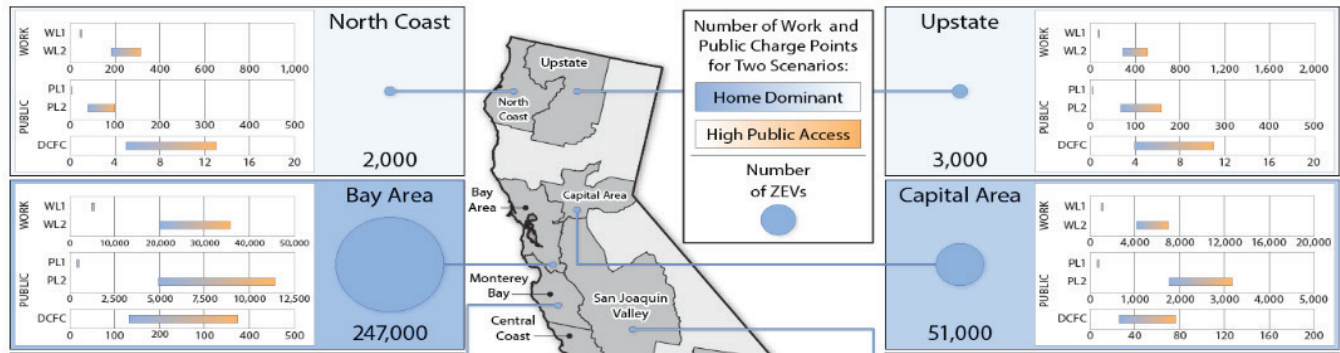 North Coast
WORK
WL1
WL2
0 200 400 600 800 1,000
PUBLIC
PL1
PL2
0 100 200 300 400 500
DCFC
0 4 8 12 16 20
2,000
Bay Area
WORK
WL1
WL2
0 10,000 20,000 30,000 40,000 50,000
PUBLIC
PL1
PL2
0 2,500 5,000 7,500 10,000 12,500
DCFC
0 100 200 100 400 500
247,000
Upstate
North
Coast
Bay
Area
Capital Area
Monterey
Bay
San Joaquin
Valley
Central
Coast
Number of Work and
Public Charge Points
for Two Scenarios:
Home Dominant
High Public Access
Number
of ZEVs
Upstate
WORK
WL1
WL2
0 400 800 1,200 1,600 2,000
PUBLIC
PL1
PL2
0 100 200 300 400 500
DCFC
0 4 8 12 16 20
3,000
Capital Area
WORK
WL1
WL2
0 4,000 8,000 12,000 16,000 20,000
PUBLIC
PL1
PL2
0 1,000 2,000 3,000 4,000 5,000
DCFC
0 40 80 120 160 200
51,000